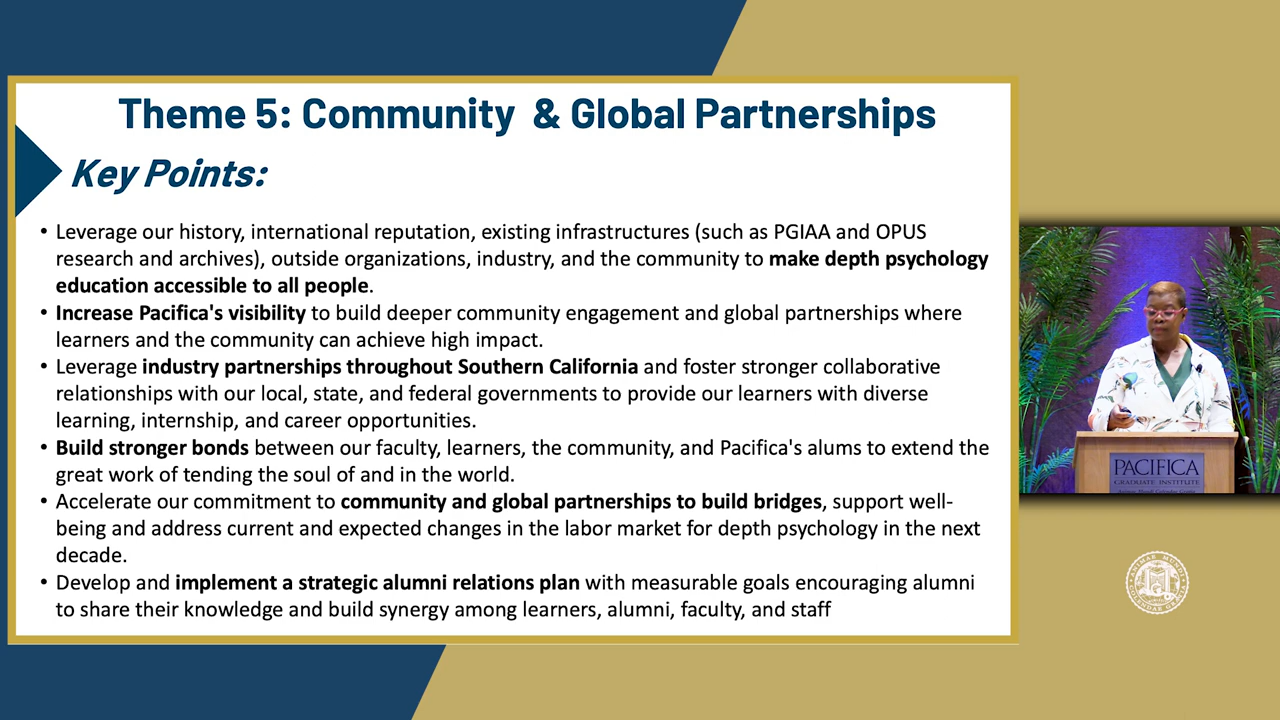 Theme 5: Community & Global Partnerships
Key Points:
• Leverage our history, international reputation, existing infrastructures (such as PGIAA and OPUS
research and archives), outside organizations, industry, and the community to make depth psychology
education accessible to all people.
• Increase Pacifica's visibility to build deeper community engagement and global partnerships where
learners and the community can achieve high impact.
• Leverage industry partnerships throughout Southern California and foster stronger collaborative
relationships with our local, state, and federal governments to provide our learners with diverse
learning, internship, and career opportunities.
• Build stronger bonds between our faculty, learners, the community, and Pacifica's alums to extend the
great work of tending the soul of and in the world.
• Accelerate our commitment to community and global partnerships to build bridges, support well-
being and address current and expected changes in the labor market for depth psychology in the next
decade.
• Develop and implement a strategic alumni relations plan with measurable goals encouraging alumni
to share their knowledge and build synergy among learners, alumni, faculty, and staff
PACIFICA
GRADUATE INSTITUTE